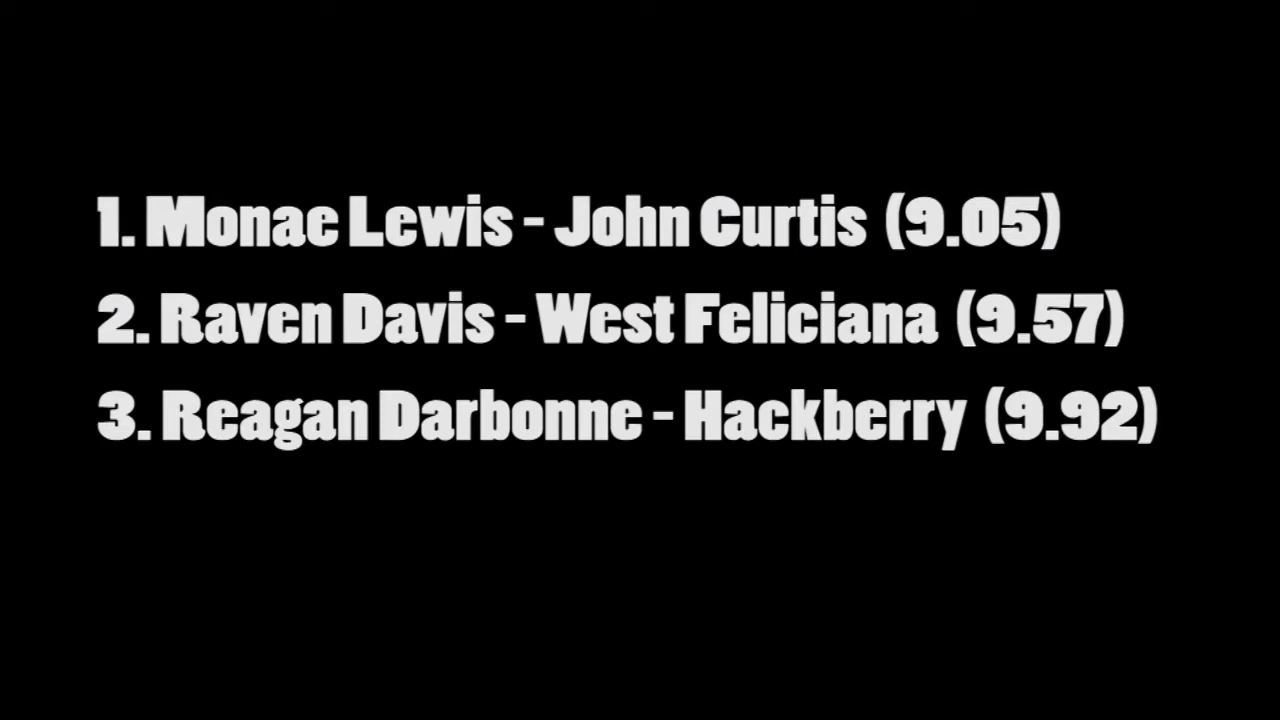 1. Monae Lewis - John Curtis (9.05)
2. Raven Davis - West Feliciana (9.57)
3. Reagan Darbonne - Hackberry (9.92)